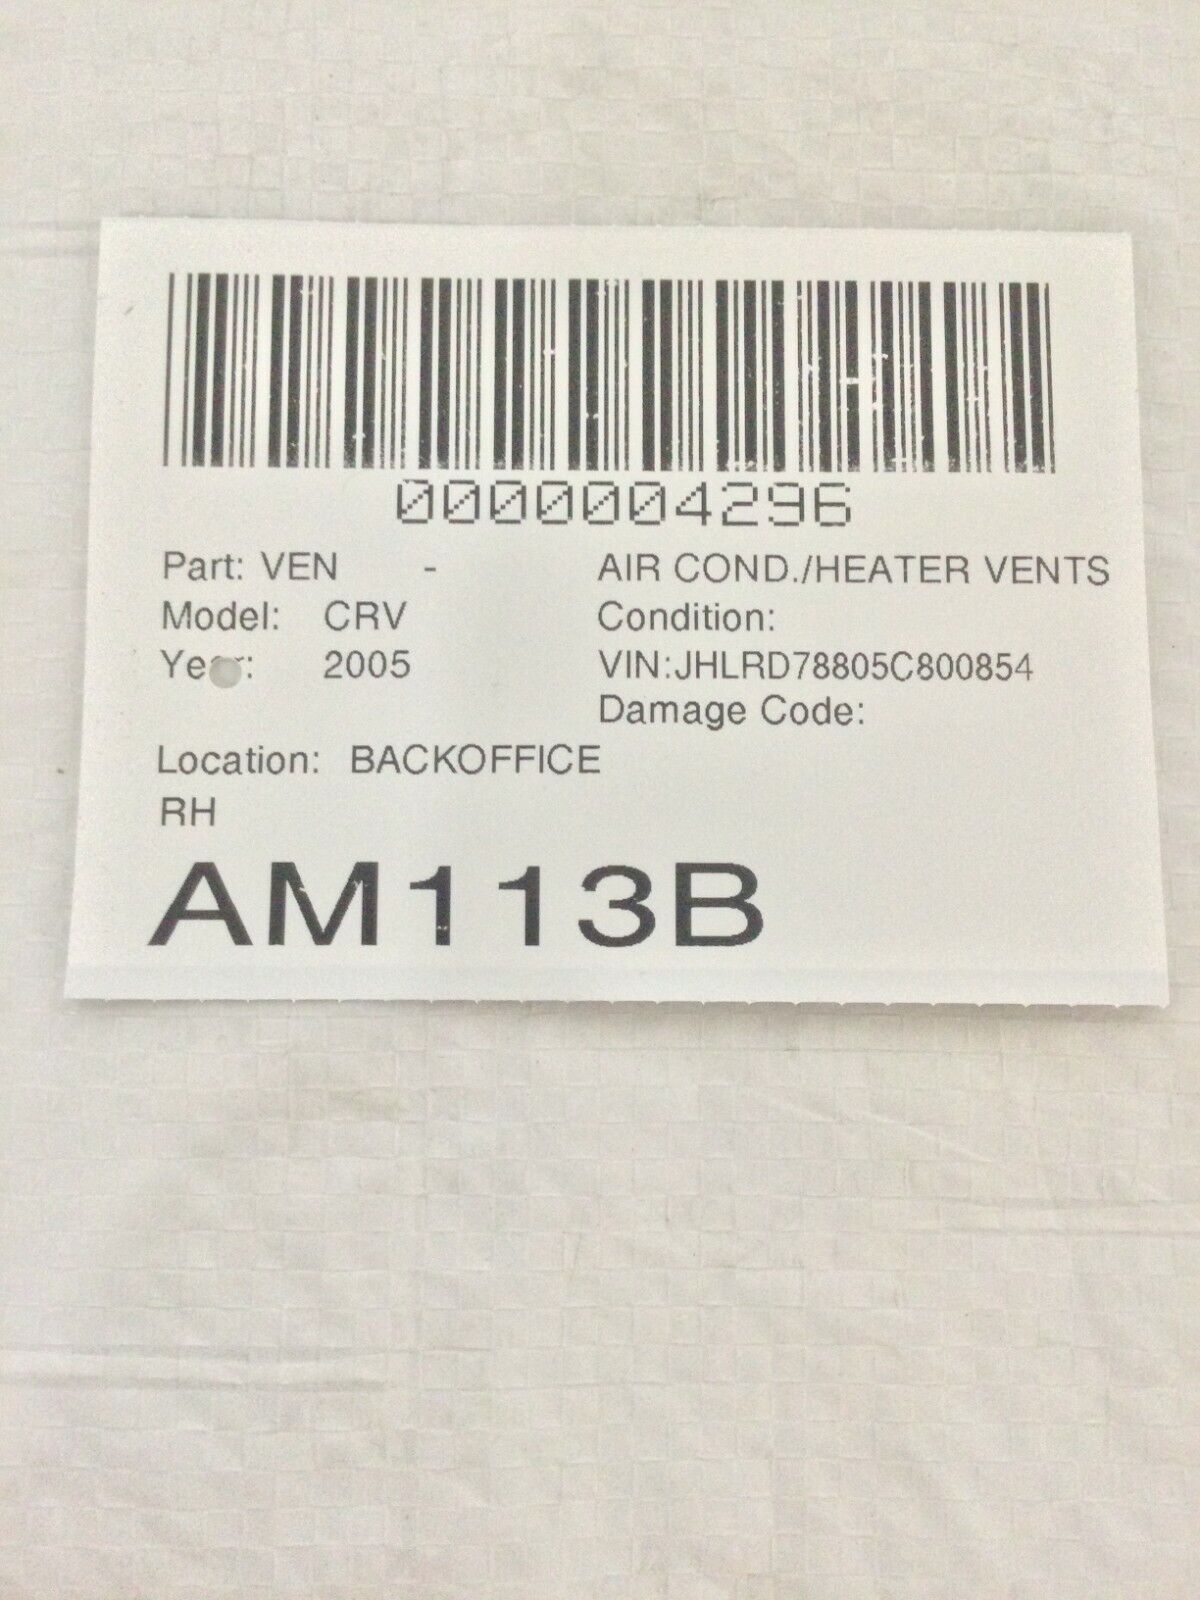 0000004296
Part: VEN - AIR COND./HEATER VENTS
Model: CRV Condition:
Year: 2005 VIN:JHLRD78805C800854
Damage Code:
Location: BACKOFFICE
RH
AM113B